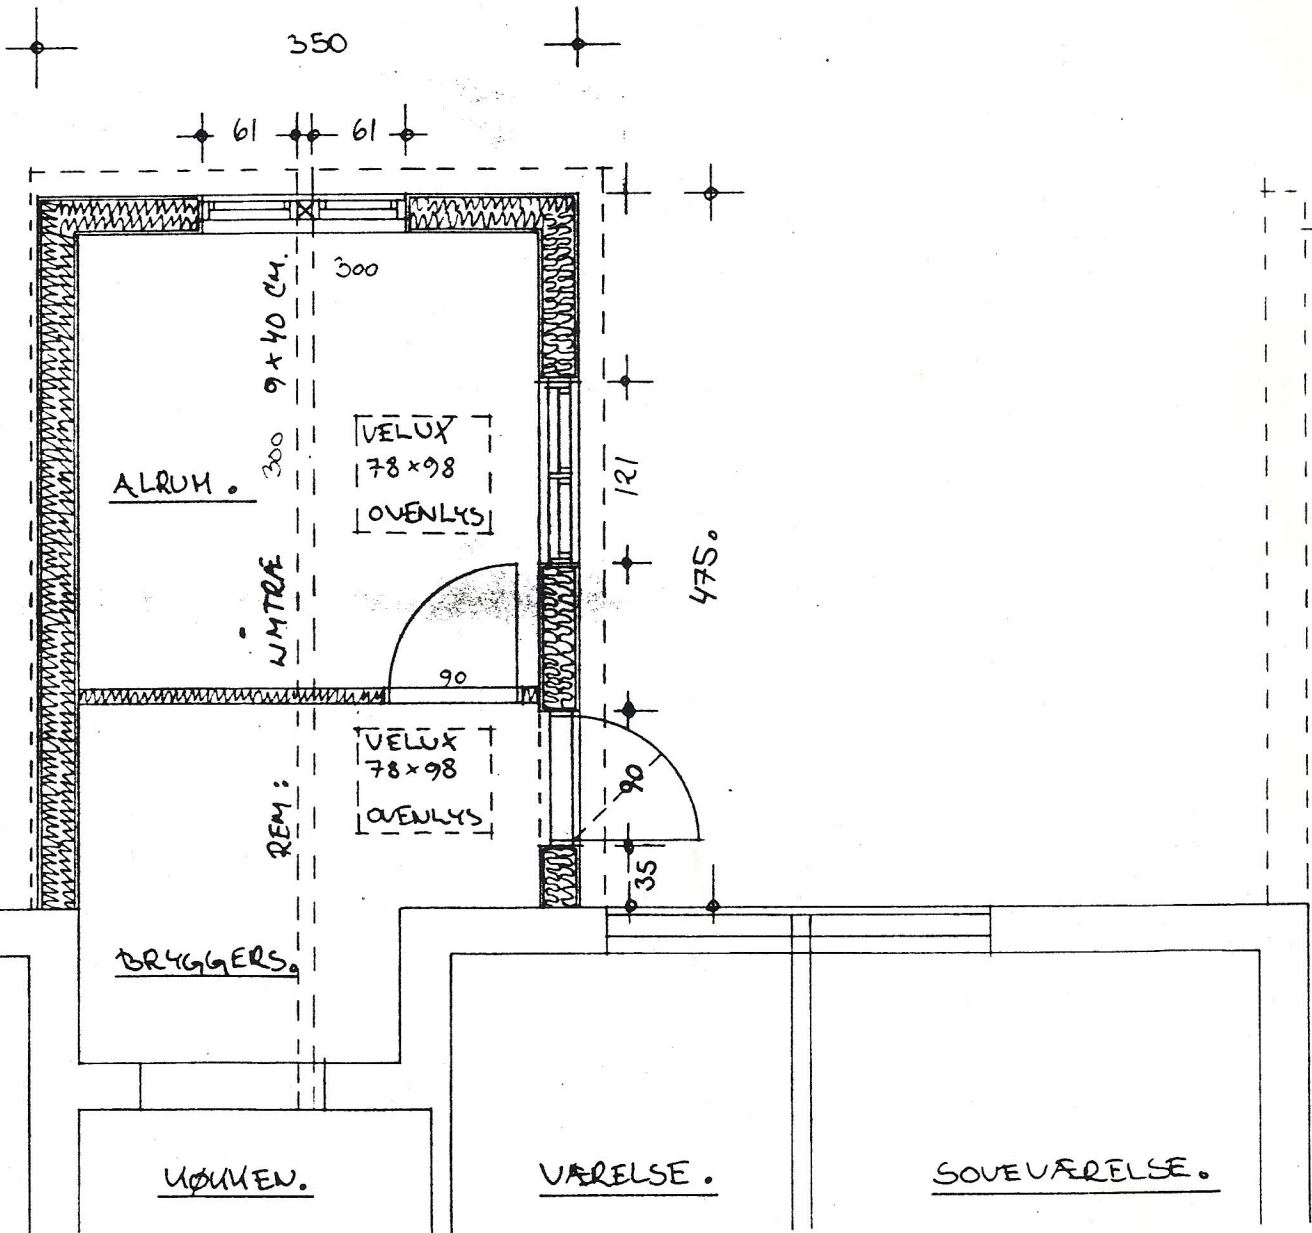 350
61 61
300
REM: LIMTRÆ 9 x 40 CM.
300
VELUX
78 x 98
OVENLYS
ALRUM.
121
475.
90
VELUX
78 x 98
OVENLYS
90
35
BRYGGERS.
KØKKEN.
VÆRELSE.
SOVEVÆRELSE.